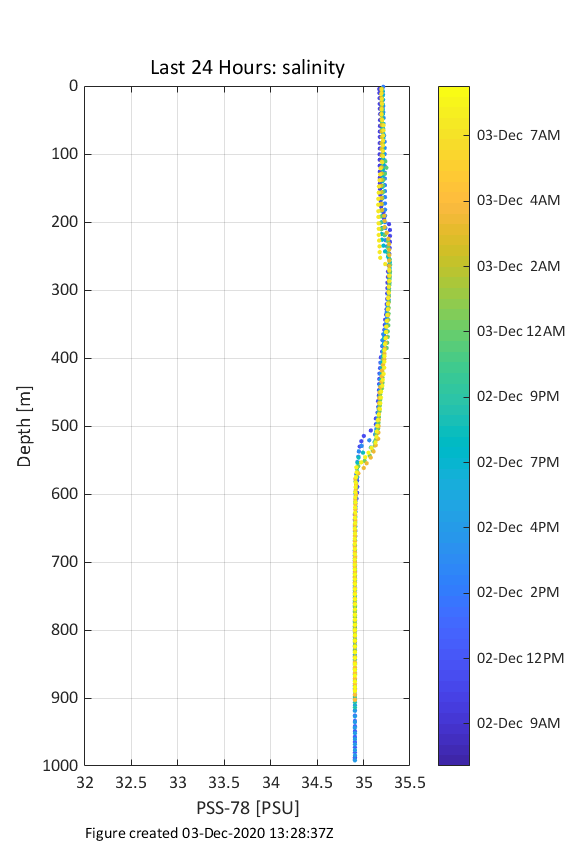 Last 24 Hours: salinity
0
100
200
300
400
500
600
700
800
900
1000
Depth [m]
32
32.5
33
33.5
34
34.5
35
35.5
PSS-78 [PSU]
Figure created 03-Dec-2020 13:28:37Z
03-Dec 7AM
03-Dec 4AM
03-Dec 2AM
03-Dec 12AM
02-Dec 9PM
02-Dec 7PM
02-Dec 4PM
02-Dec 2PM
02-Dec 12PM
02-Dec 9AM